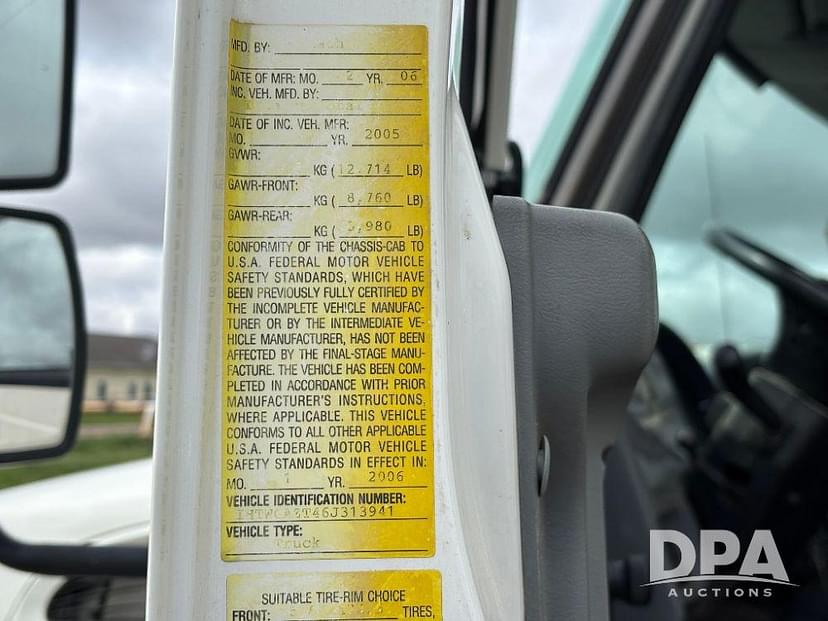 MFD. BY:
DATE OF MFR: MO. 2 YR. 06
INC. VEH. MFD. BY:
DATE OF INC. VEH. MFR:
MO. YR. 2005
GVWR:
KG (12,714 LB)
GAWR-FRONT:
KG ( 8,760 LB)
GAWR-REAR:
KG ( ,980 LB)
CONFORMITY OF THE CHASSIS-CAB TO
U.S.A. FEDERAL MOTOR VEHICLE
SAFETY STANDARDS, WHICH HAVE
BEEN PREVIOUSLY FULLY CERTIFIED BY
THE INCOMPLETE VEHICLE MANUFAC-
TURER OR BY THE INTERMEDIATE VE-
HICLE MANUFACTURER, HAS NOT BEEN
AFFECTED BY THE FINAL-STAGE MANU-
FACTURE. THE VEHICLE HAS BEEN COM-
PLETED IN ACCORDANCE WITH PRIOR
MANUFACTURER'S INSTRUCTIONS,
WHERE APPLICABLE. THIS VEHICLE
CONFORMS TO ALL OTHER APPLICABLE
U.S.A. FEDERAL MOTOR VEHICLE
SAFETY STANDARDS IN EFFECT IN:
MO. 1 YR. 2006
VEHICLE IDENTIFICATION NUMBER:
VEHICLE TYPE:
Truck
SUITABLE TIRE-RIM CHOICE
FRONT: TIRES,
DPA
AUCTIONS